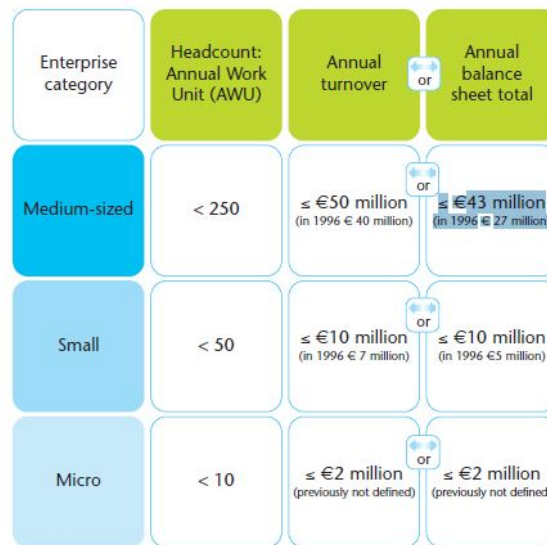 Enterprise category
Headcount: Annual Work Unit (AWU)
Annual turnover
or
Annual balance sheet total
Medium-sized
< 250
≤ €50 million
(in 1996 € 40 million)
or
≤ €43 million
(in 1996 € 27 million)
Small
< 50
≤ €10 million
(in 1996 € 7 million)
or
≤ €10 million
(in 1996 €5 million)
Micro
< 10
≤ €2 million
(previously not defined)
or
≤ €2 million
(previously not defined)